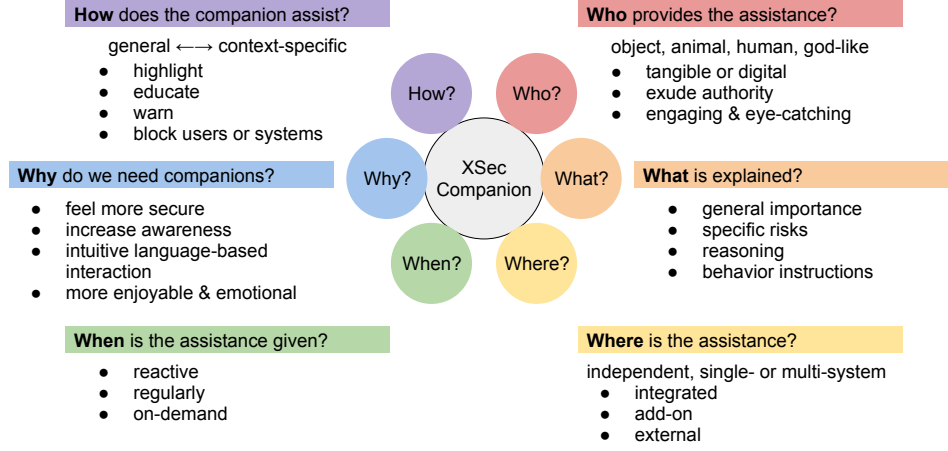 How does the companion assist?
general ←→ context-specific
● highlight
● educate
● warn
● block users or systems
Who provides the assistance?
object, animal, human, god-like
● tangible or digital
● exude authority
● engaging & eye-catching
How?
Who?
Why?
XSec
Companion
What?
When?
Where?
Why do we need companions?
● feel more secure
● increase awareness
● intuitive language-based
interaction
● more enjoyable & emotional
What is explained?
● general importance
● specific risks
● reasoning
● behavior instructions
When is the assistance given?
● reactive
● regularly
● on-demand
Where is the assistance?
independent, single- or multi-system
● integrated
● add-on
● external